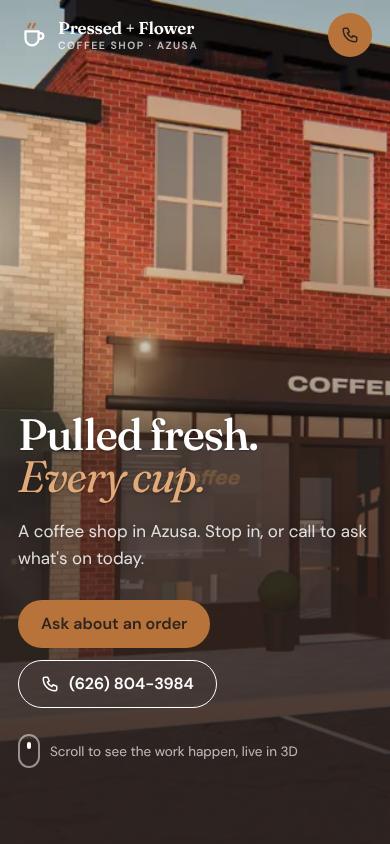 Pressed + Flower
COFFEE SHOP · AZUSA
COFFEE
offee
Pulled fresh.
Every cup.
A coffee shop in Azusa. Stop in, or call to ask
what's on today.
Ask about an order
(626) 804-3984
Scroll to see the work happen, live in 3D